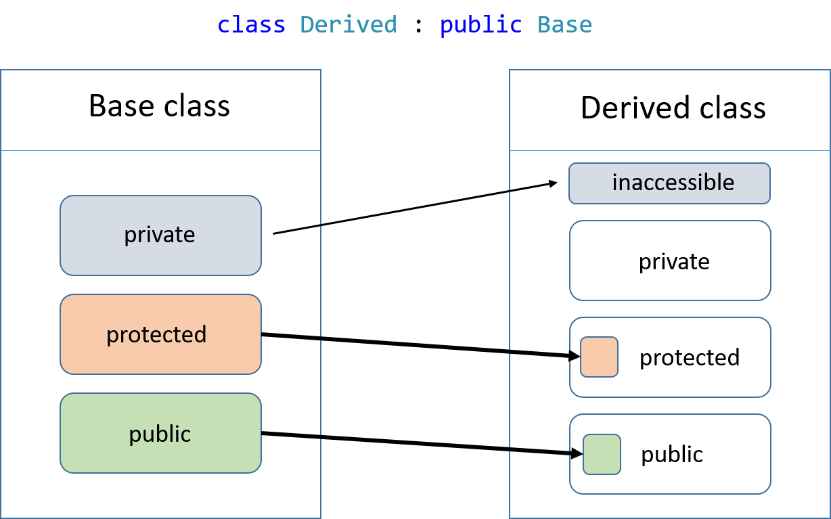 class Derived : public Base
Base class
private
protected
public
Derived class
inaccessible
private
protected
public